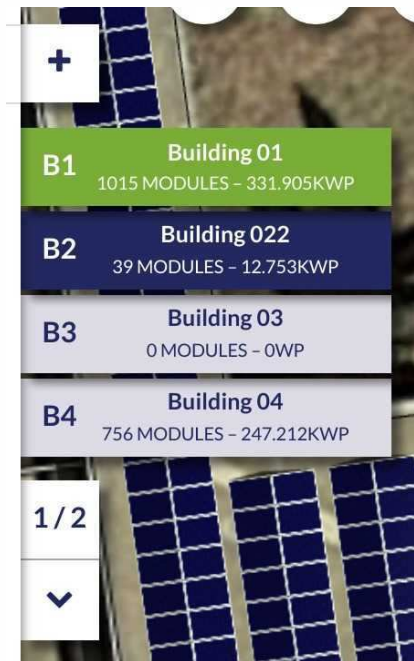 +
B1
Building 01
1015 MODULES – 331.905KWP
B2
Building 022
39 MODULES – 12.753KWP
B3
Building 03
0 MODULES – 0WP
B4
Building 04
756 MODULES – 247.212KWP
1 / 2